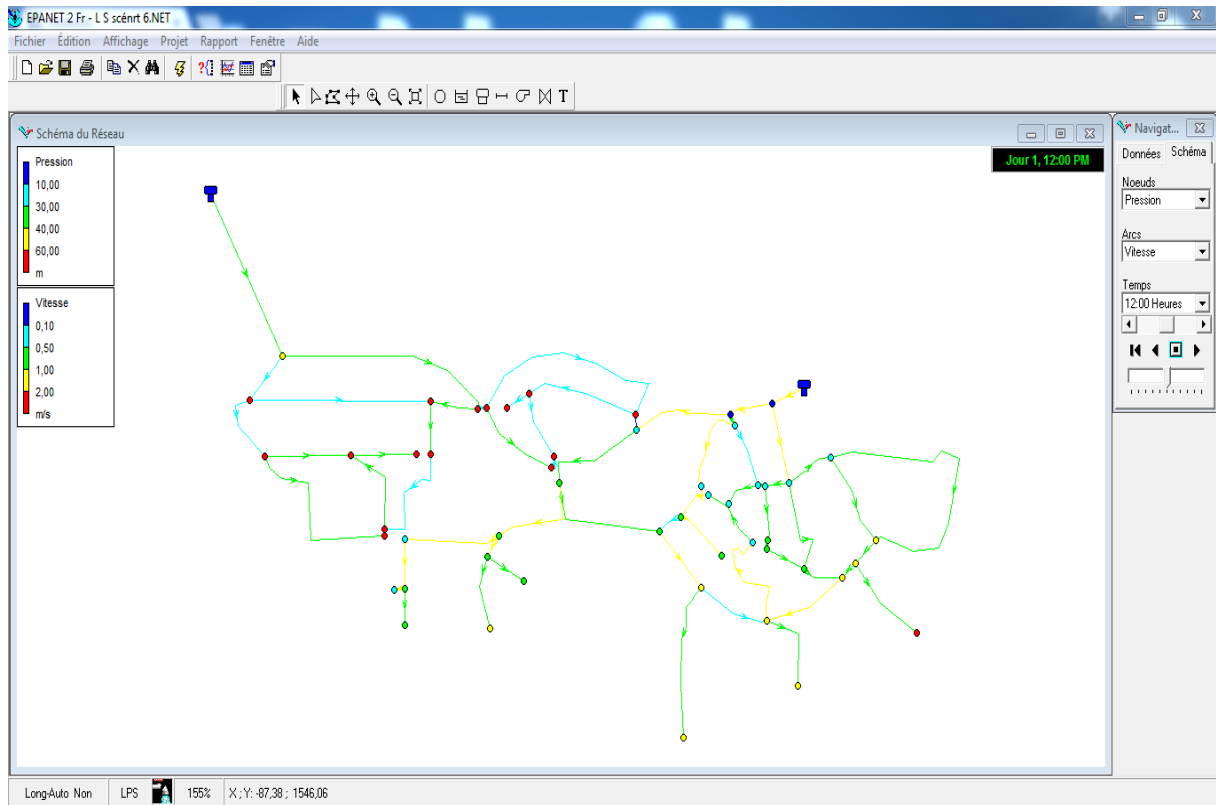 EPANET 2 Fr - L S scénrt 6.NET
Fichier Édition Affichage Projet Rapport Fenêtre Aide
T
Schéma du Réseau
Pression
10,00
30,00
40,00
60,00
m
Vitesse
0,10
0,50
1,00
2,00
m/s
Jour 1, 12:00 PM
Navigat...
Données Schéma
Noeuds
Pression
Arcs
Vitesse
Temps
12:00 Heures
Long-Auto Non LPS 155% X ; Y: -87,38 ; 1546,06